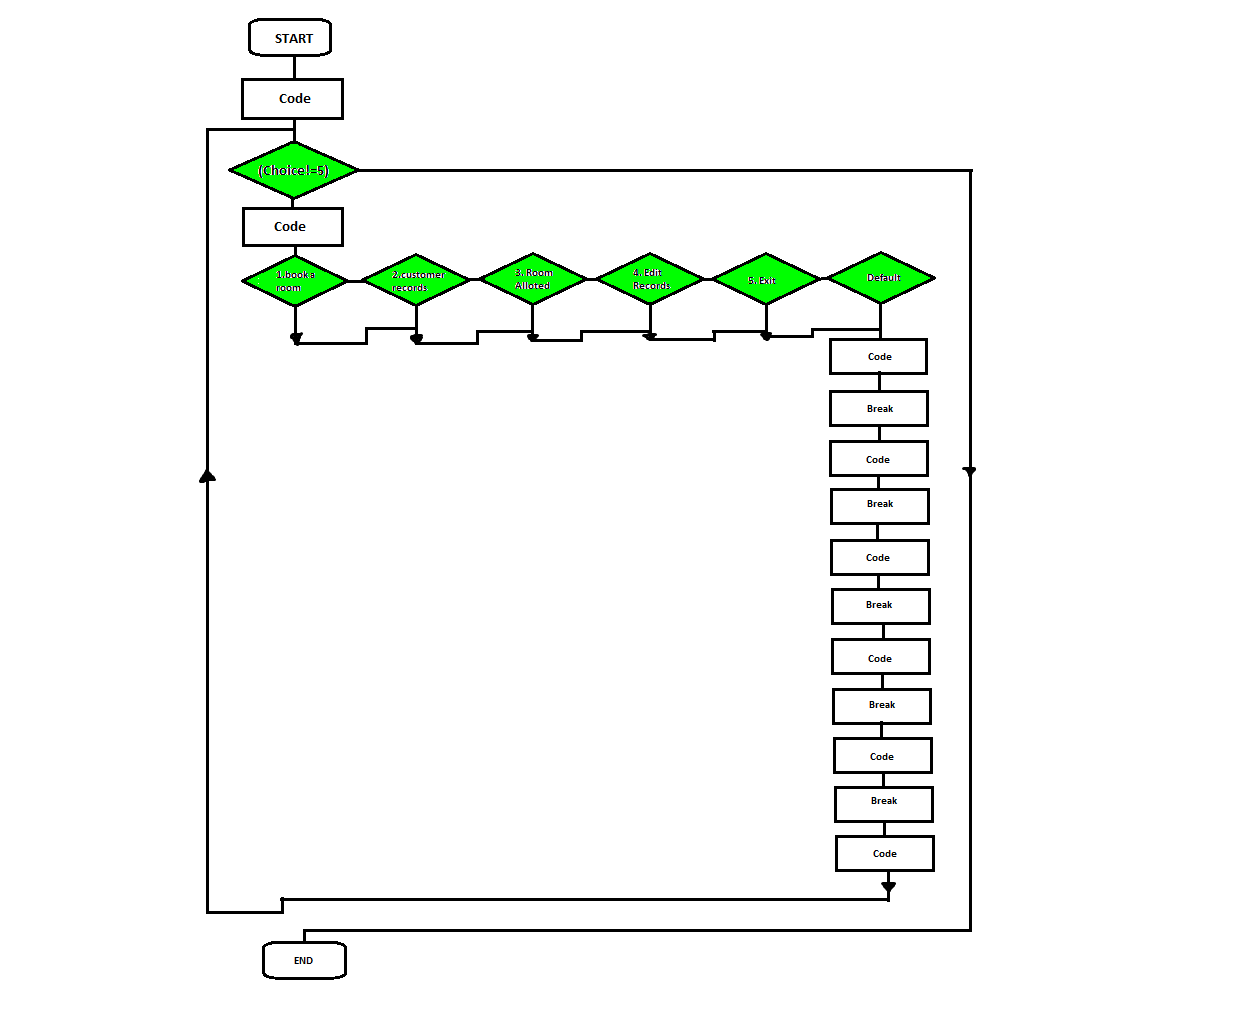 START
Code
(Choice!=5)
Code
1.book a
room
2.customer
records
3. Room
Alloted
4. Edit
Records
5. Exit
Default
Code
Break
Code
Break
Code
Break
Code
Break
Code
Break
Code
END